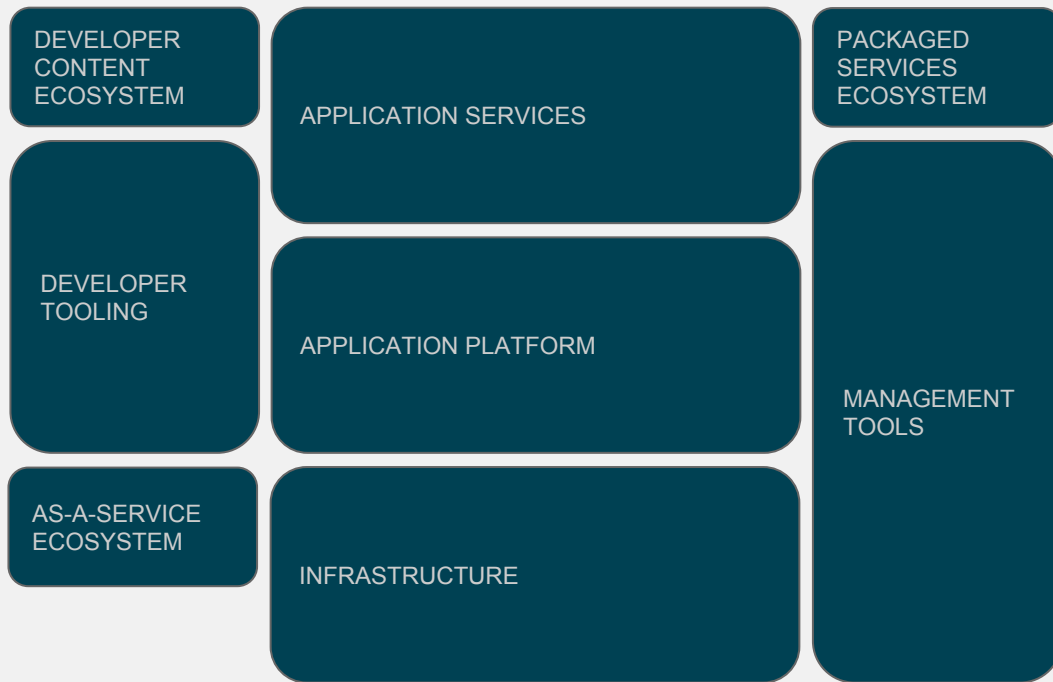 DEVELOPER
CONTENT
ECOSYSTEM
DEVELOPER
TOOLING
AS-A-SERVICE
ECOSYSTEM
APPLICATION SERVICES
APPLICATION PLATFORM
INFRASTRUCTURE
PACKAGED
SERVICES
ECOSYSTEM
MANAGEMENT
TOOLS